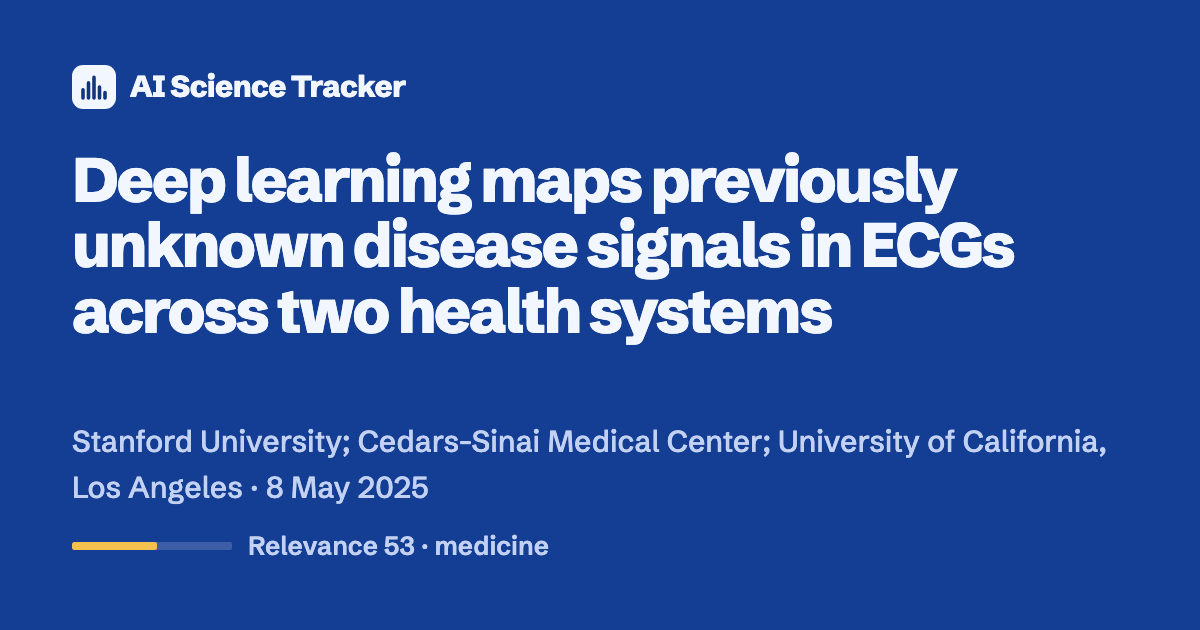 AI Science Tracker
Deep learning maps previously
unknown disease signals in ECGs
across two health systems
Stanford University; Cedars-Sinai Medical Center; University of California,
Los Angeles · 8 May 2025
Relevance 53 · medicine